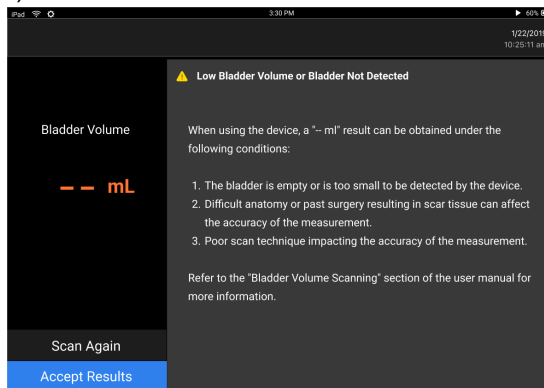 iPad 3:30 PM 60%
1/22/2019
10:25:11 am
Low Bladder Volume or Bladder Not Detected
Bladder Volume
-- mL
When using the device, a "-- ml" result can be obtained under the
following conditions:
1. The bladder is empty or is too small to be detected by the device.
2. Difficult anatomy or past surgery resulting in scar tissue can affect
the accuracy of the measurement.
3. Poor scan technique impacting the accuracy of the measurement.
Refer to the "Bladder Volume Scanning" section of the user manual for
more information.
Scan Again
Accept Results